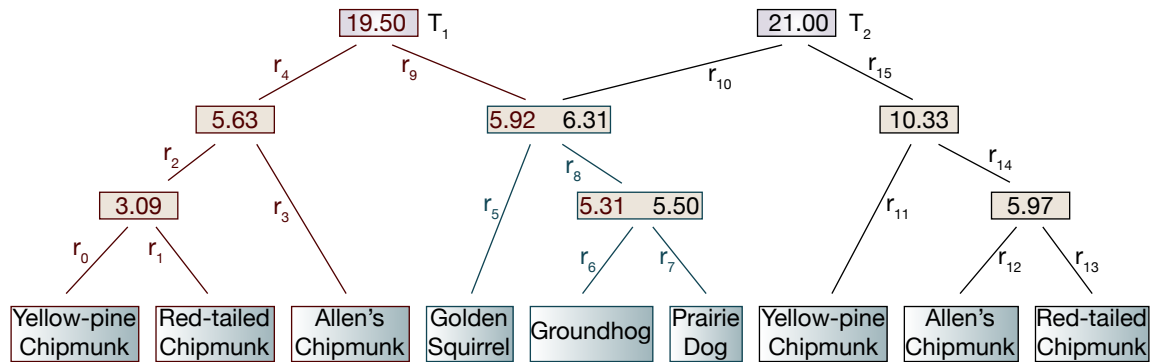 19.50 T1 21.00 T2
r4 r9 r10 r15
5.63 5.92 6.31 10.33
r2 r8 r14
3.09 r3 r5 5.31 5.50 r11 5.97
r0 r1 r6 r7 r12 r13
Yellow-pine
Chipmunk
Red-tailed
Chipmunk
Allen's
Chipmunk
Golden
Squirrel
Groundhog
Prairie
Dog
Yellow-pine
Chipmunk
Allen's
Chipmunk
Red-tailed
Chipmunk